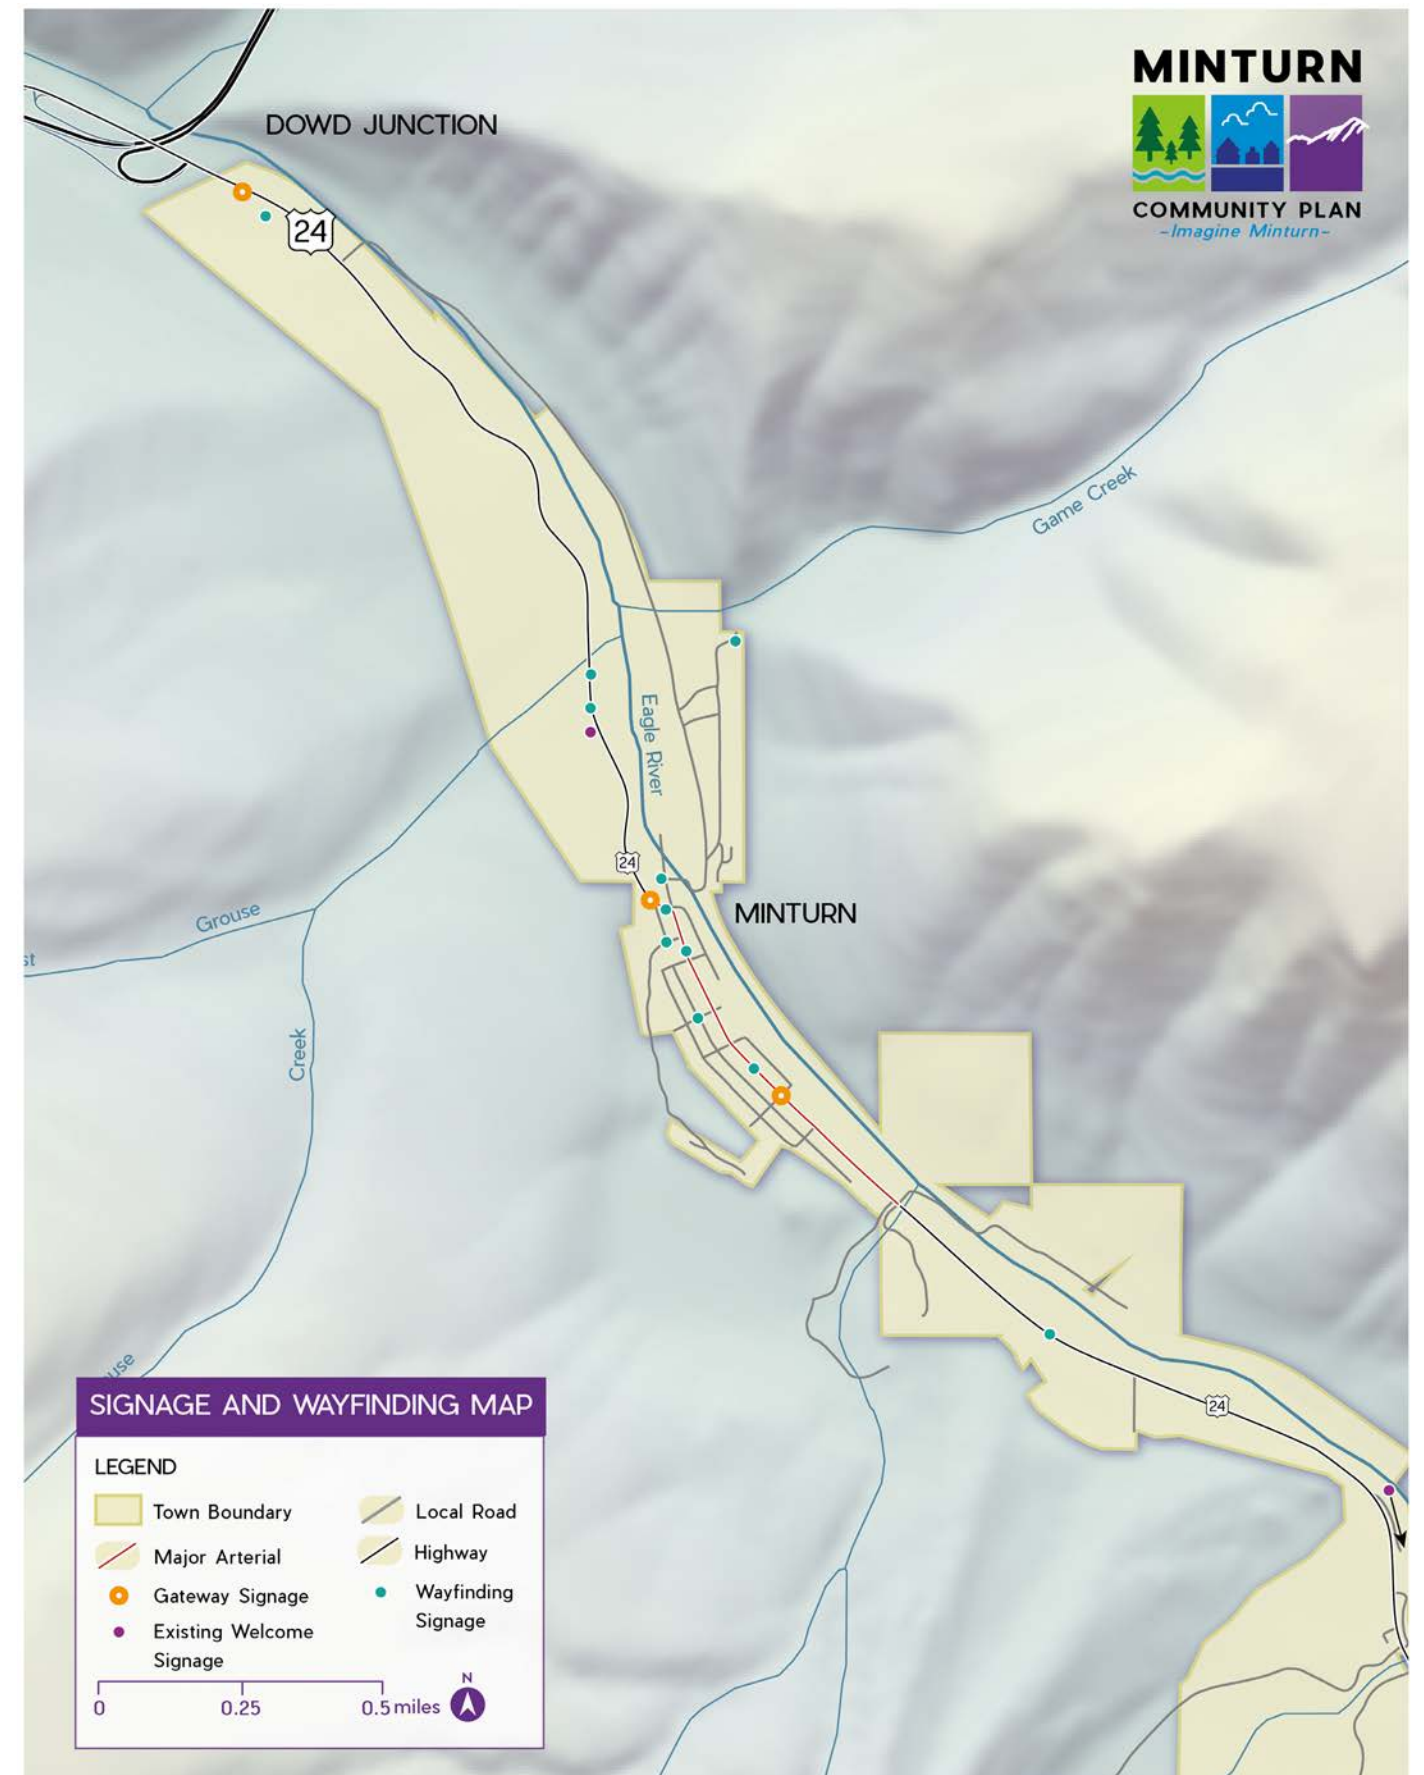 MINTURN
COMMUNITY PLAN
~Imagine Minturn~
DOWD JUNCTION
24
Game Creek
Eagle River
24
MINTURN
Grouse
st
Creek
use
24
SIGNAGE AND WAYFINDING MAP
LEGEND
Town Boundary
Local Road
Major Arterial
Highway
Gateway Signage
Wayfinding
Signage
Existing Welcome
Signage
N
0 0.25 0.5 miles